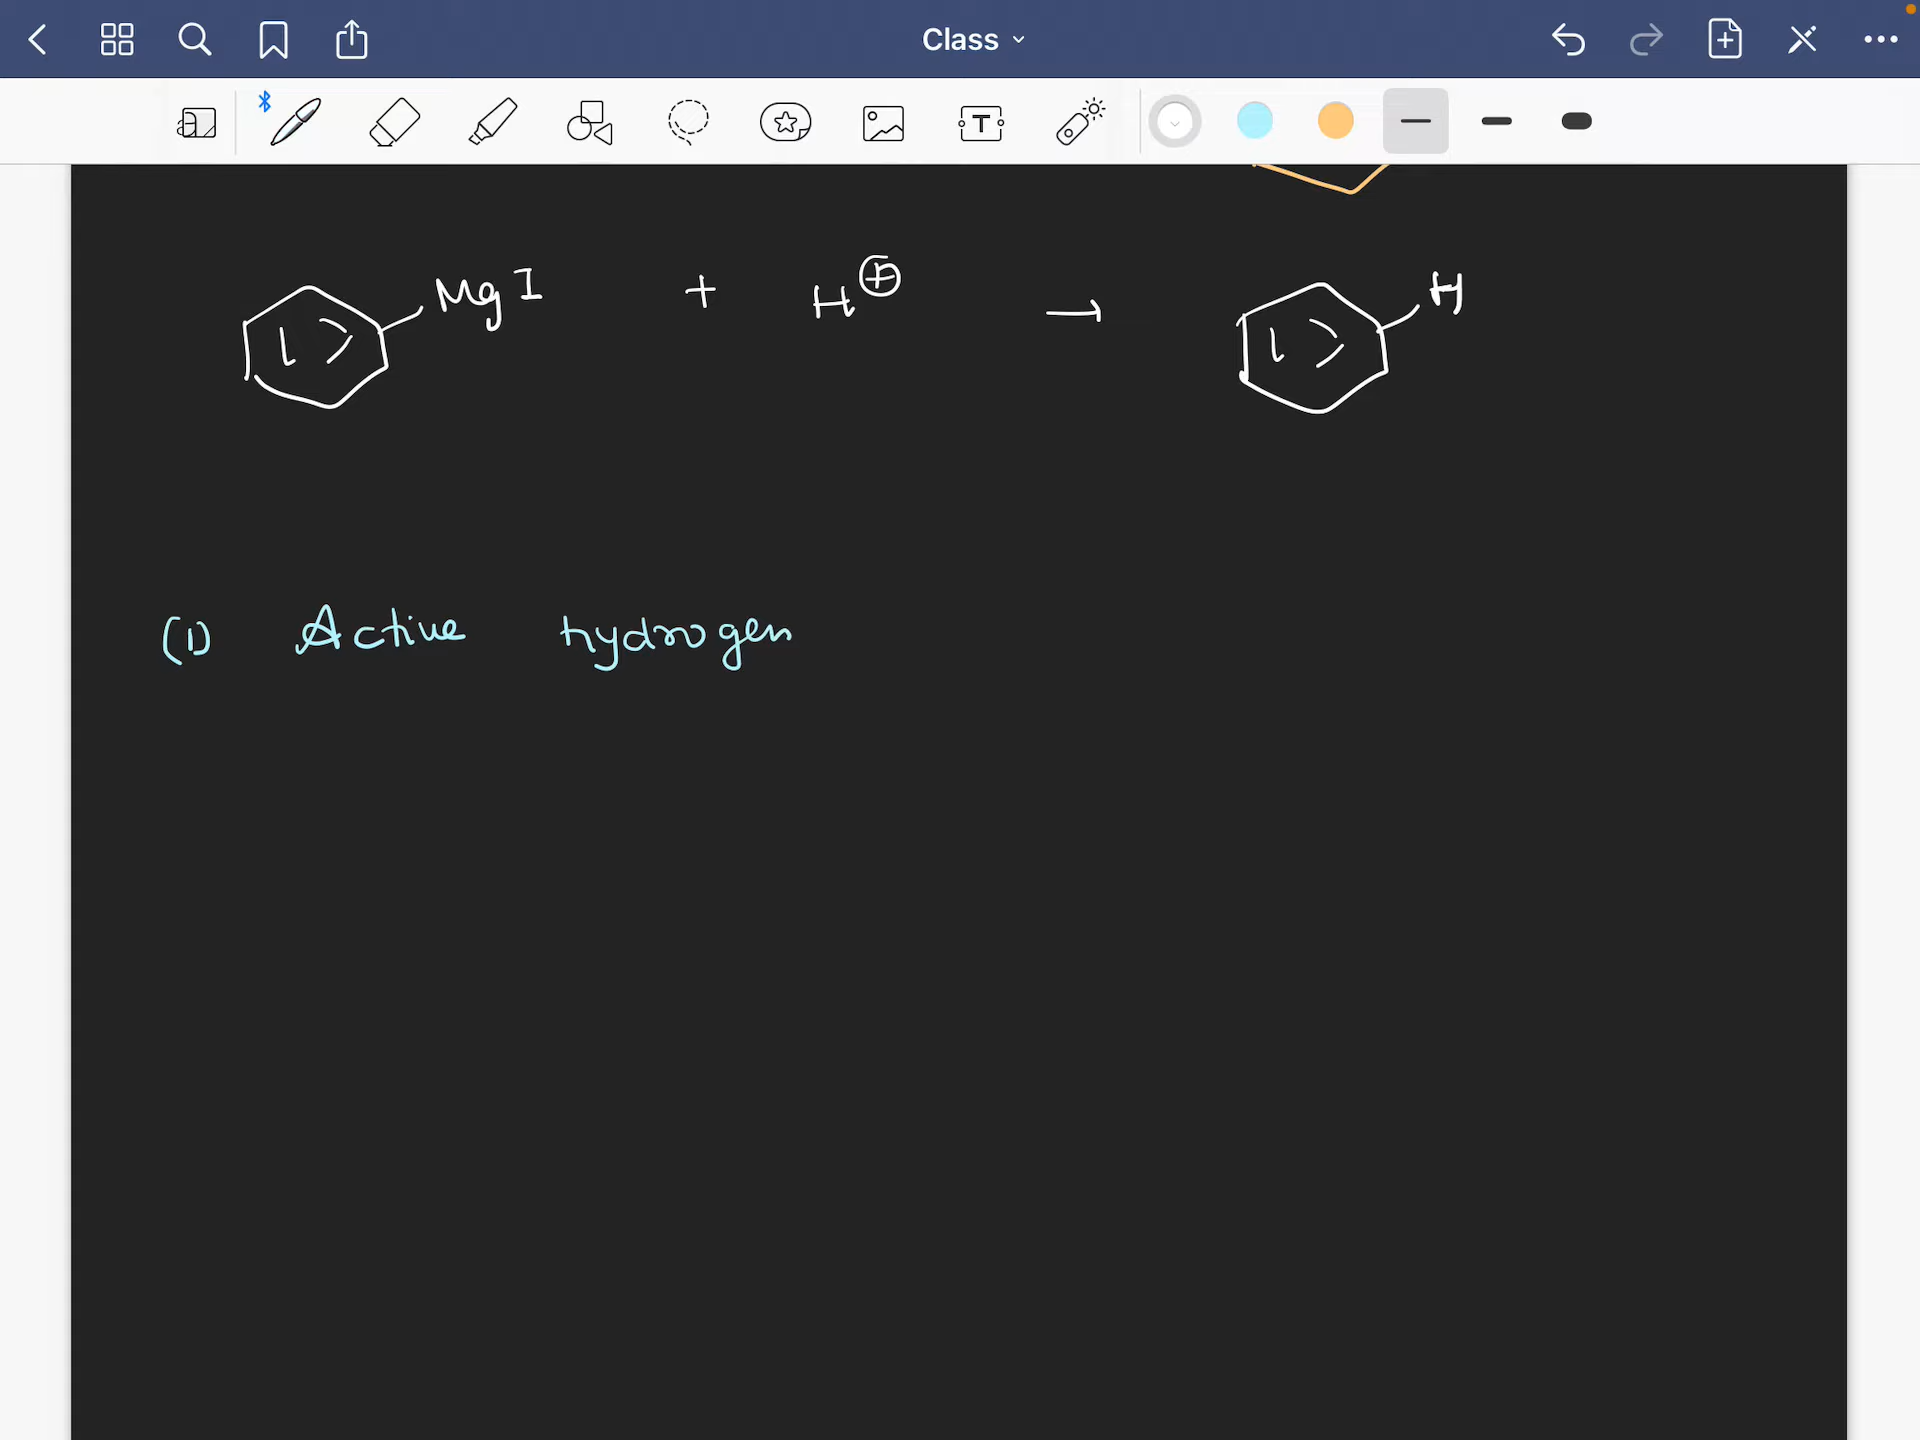 Class
T
MgI + H⊕ → H
(1) Active hydrogen